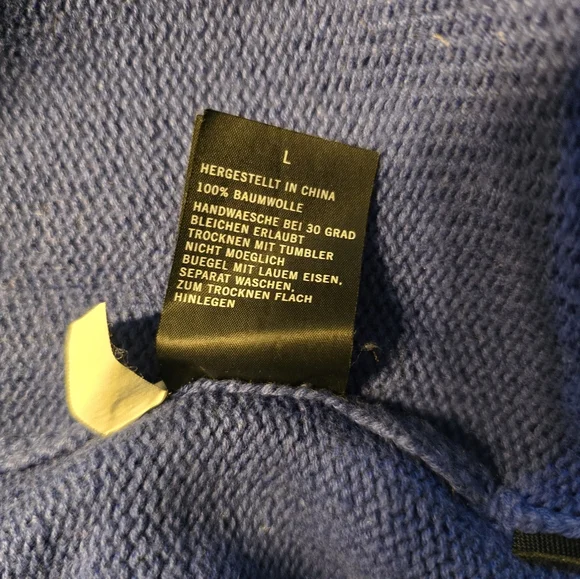 L
HERGESTELLT IN CHINA
100% BAUMWOLLE
HANDWAESCHE BEI 30 GRAD
BLEICHEN ERLAUBT
TROCKNEN MIT TUMBLER
NICHT MOEGLICH
BUEGEL MIT LAUEM EISEN,
SEPARAT WASCHEN,
ZUM TROCKNEN FLACH
HINLEGEN